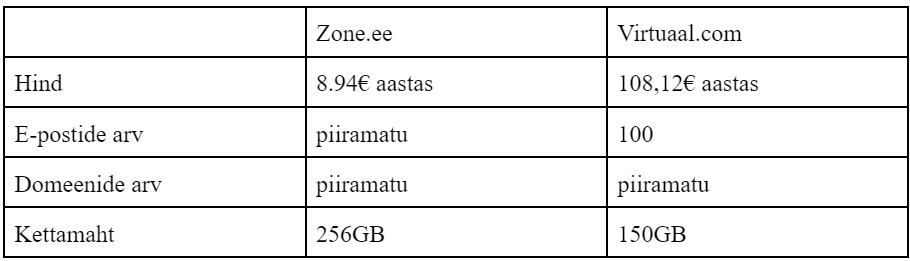 Zone.ee Virtuaal.com
Hind 8.94€ aastas 108,12€ aastas
E-postide arv piiramatu 100
Domeenide arv piiramatu piiramatu
Kettamaht 256GB 150GB